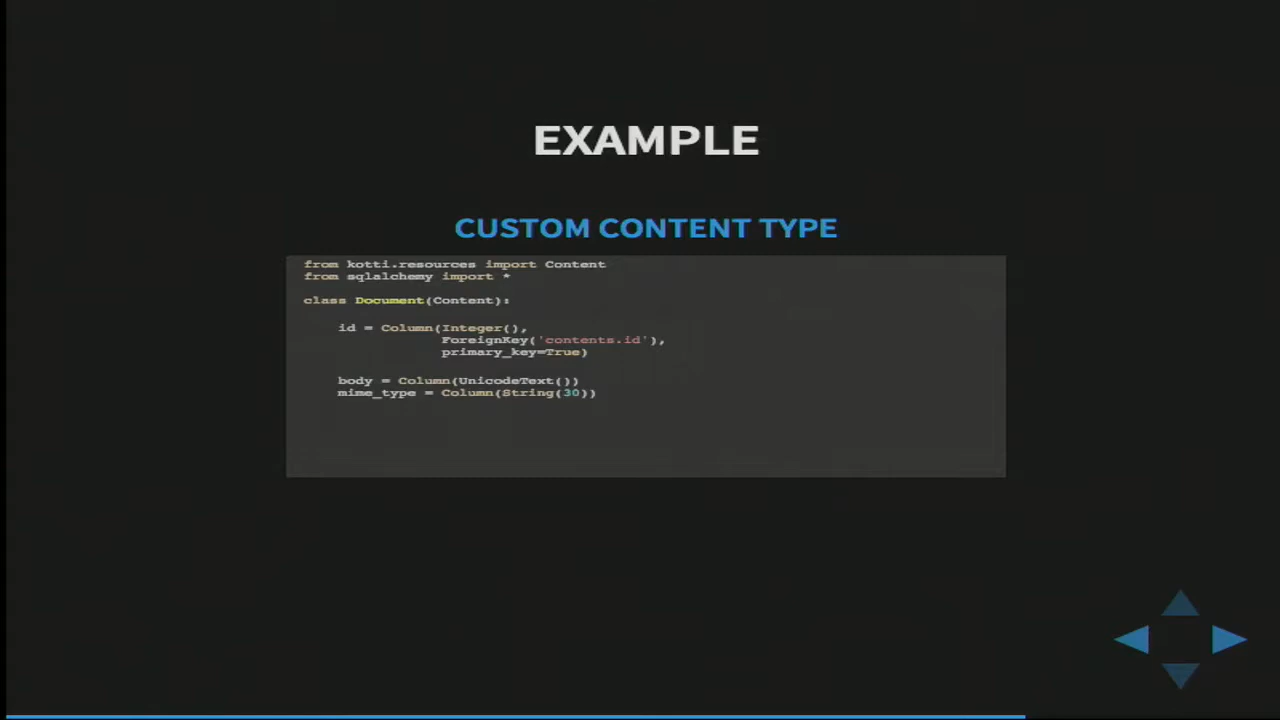 EXAMPLE
CUSTOM CONTENT TYPE
from kotti.resources import Content
from sqlalchemy import *
class Document(Content):
id = Column(Integer(),
ForeignKey('contents.id'),
primary_key=True)
body = Column(UnicodeText())
mime_type = Column(String(30))